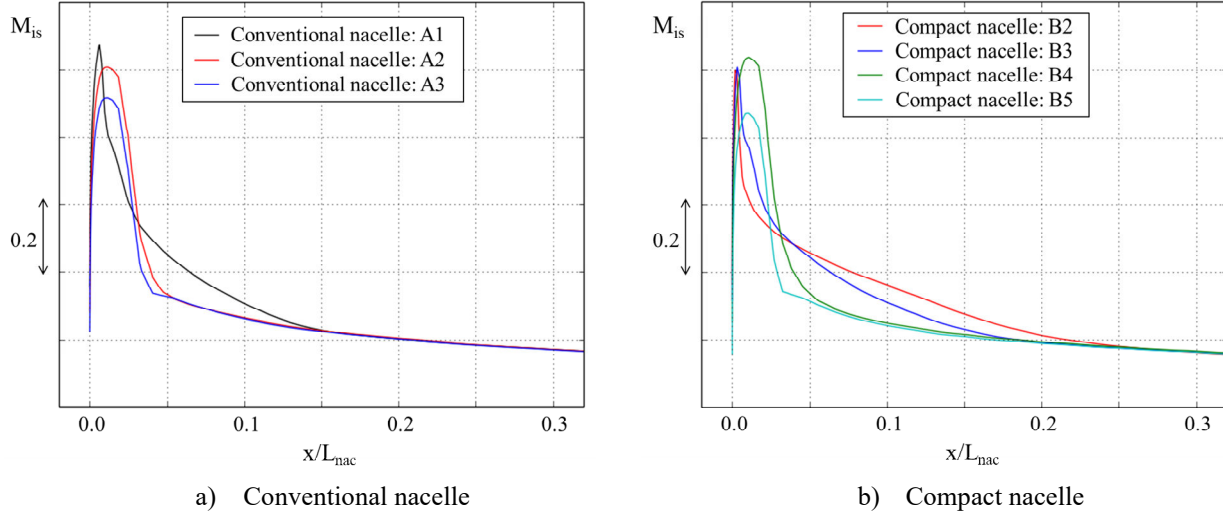 M_is
Conventional nacelle: A1
Conventional nacelle: A2
Conventional nacelle: A3
0.2
0.0 0.1 0.2 0.3
x/L_nac
a) Conventional nacelle
M_is
Compact nacelle: B2
Compact nacelle: B3
Compact nacelle: B4
Compact nacelle: B5
0.2
0.0 0.1 0.2 0.3
x/L_nac
b) Compact nacelle